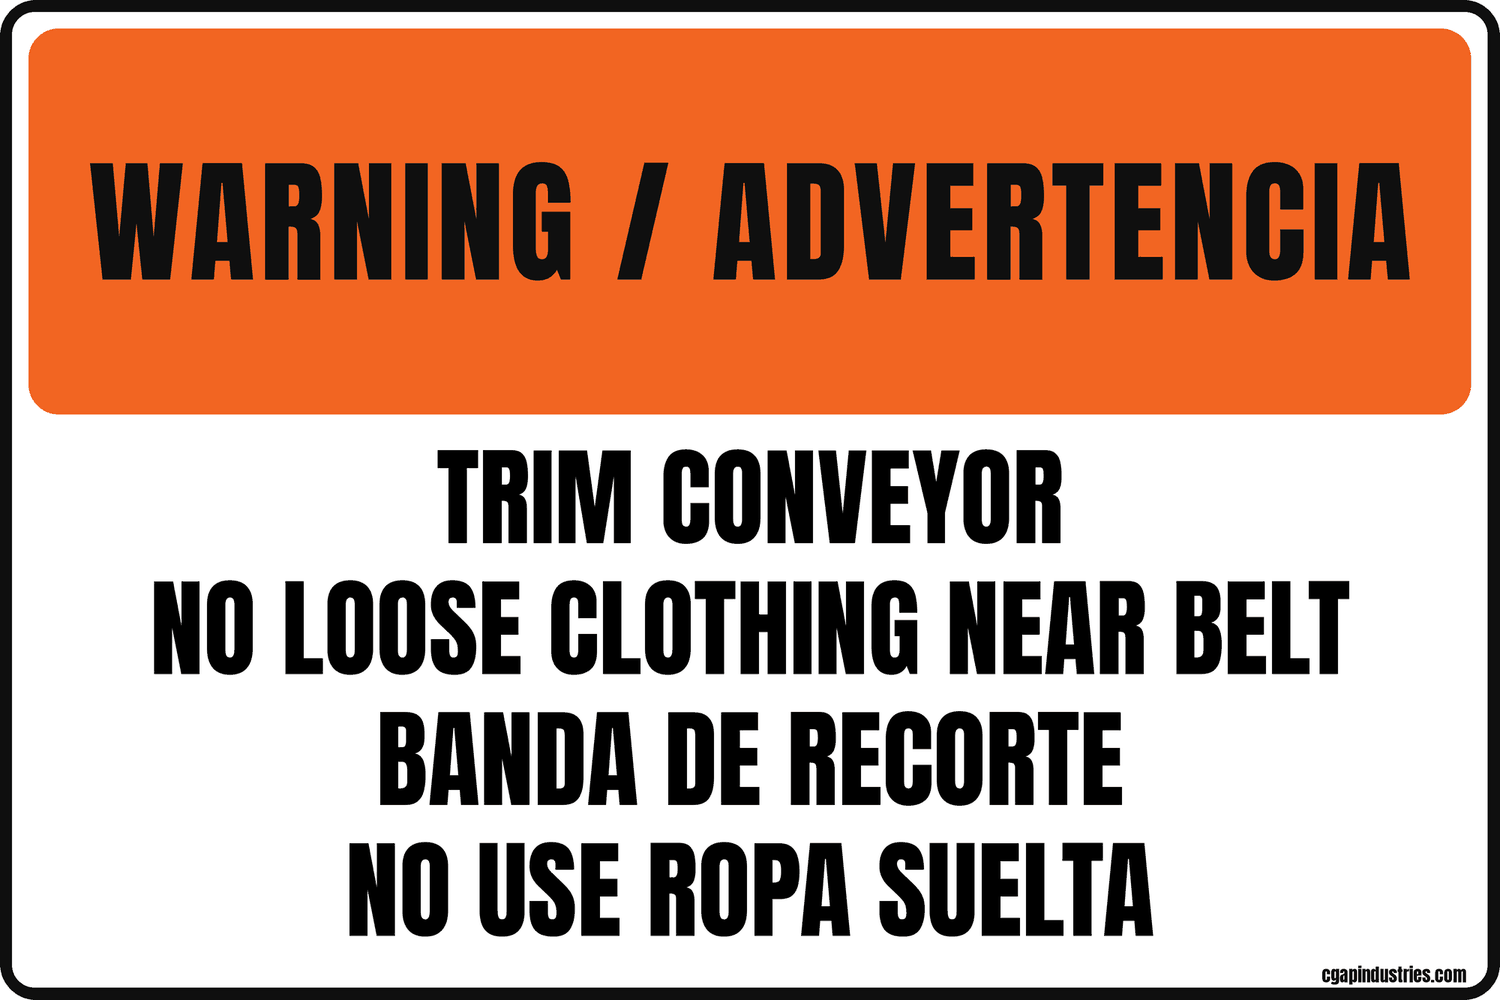 WARNING / ADVERTENCIA
TRIM CONVEYOR
NO LOOSE CLOTHING NEAR BELT
BANDA DE RECORTE
NO USE ROPA SUELTA
cgapindustries.com